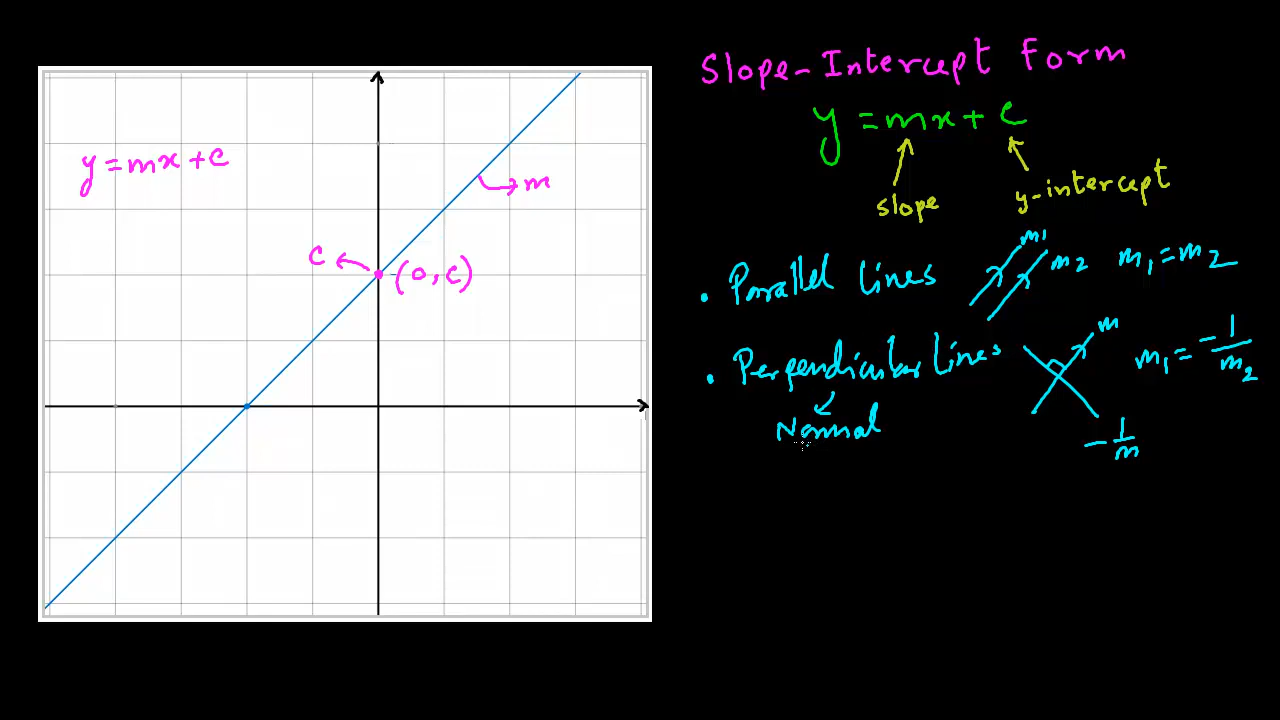 Slope-Intercept Form
y = mx + c
slope
y-intercept
y = mx + c
m
c
(0, c)
• Parallel lines
m1
m2
m₁ = m₂
• Perpendicular Lines
m
m₁ = -1/m₂
Normal
-1/m